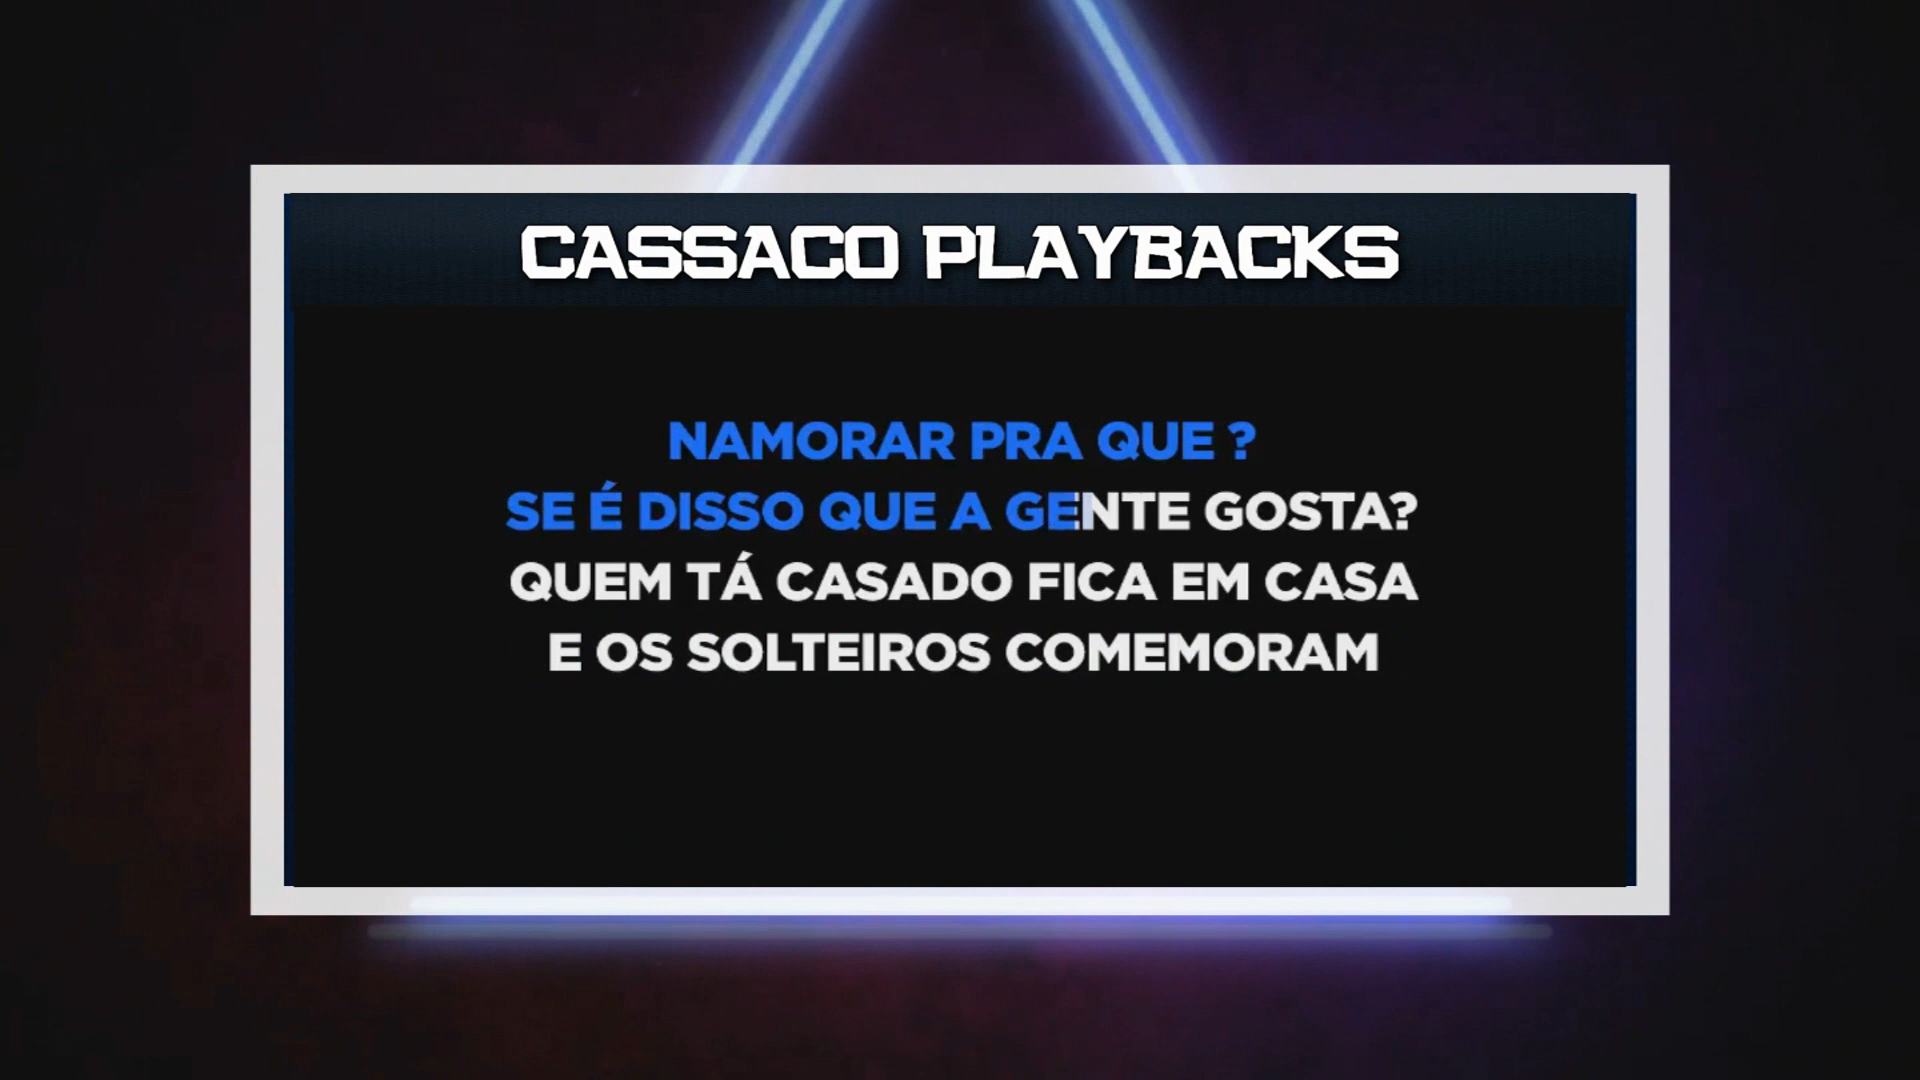 CASSACO PLAYBACKS
NAMORAR PRA QUE ?
SE É DISSO QUE A GENTE GOSTA?
QUEM TÁ CASADO FICA EM CASA
E OS SOLTEIROS COMEMORAM